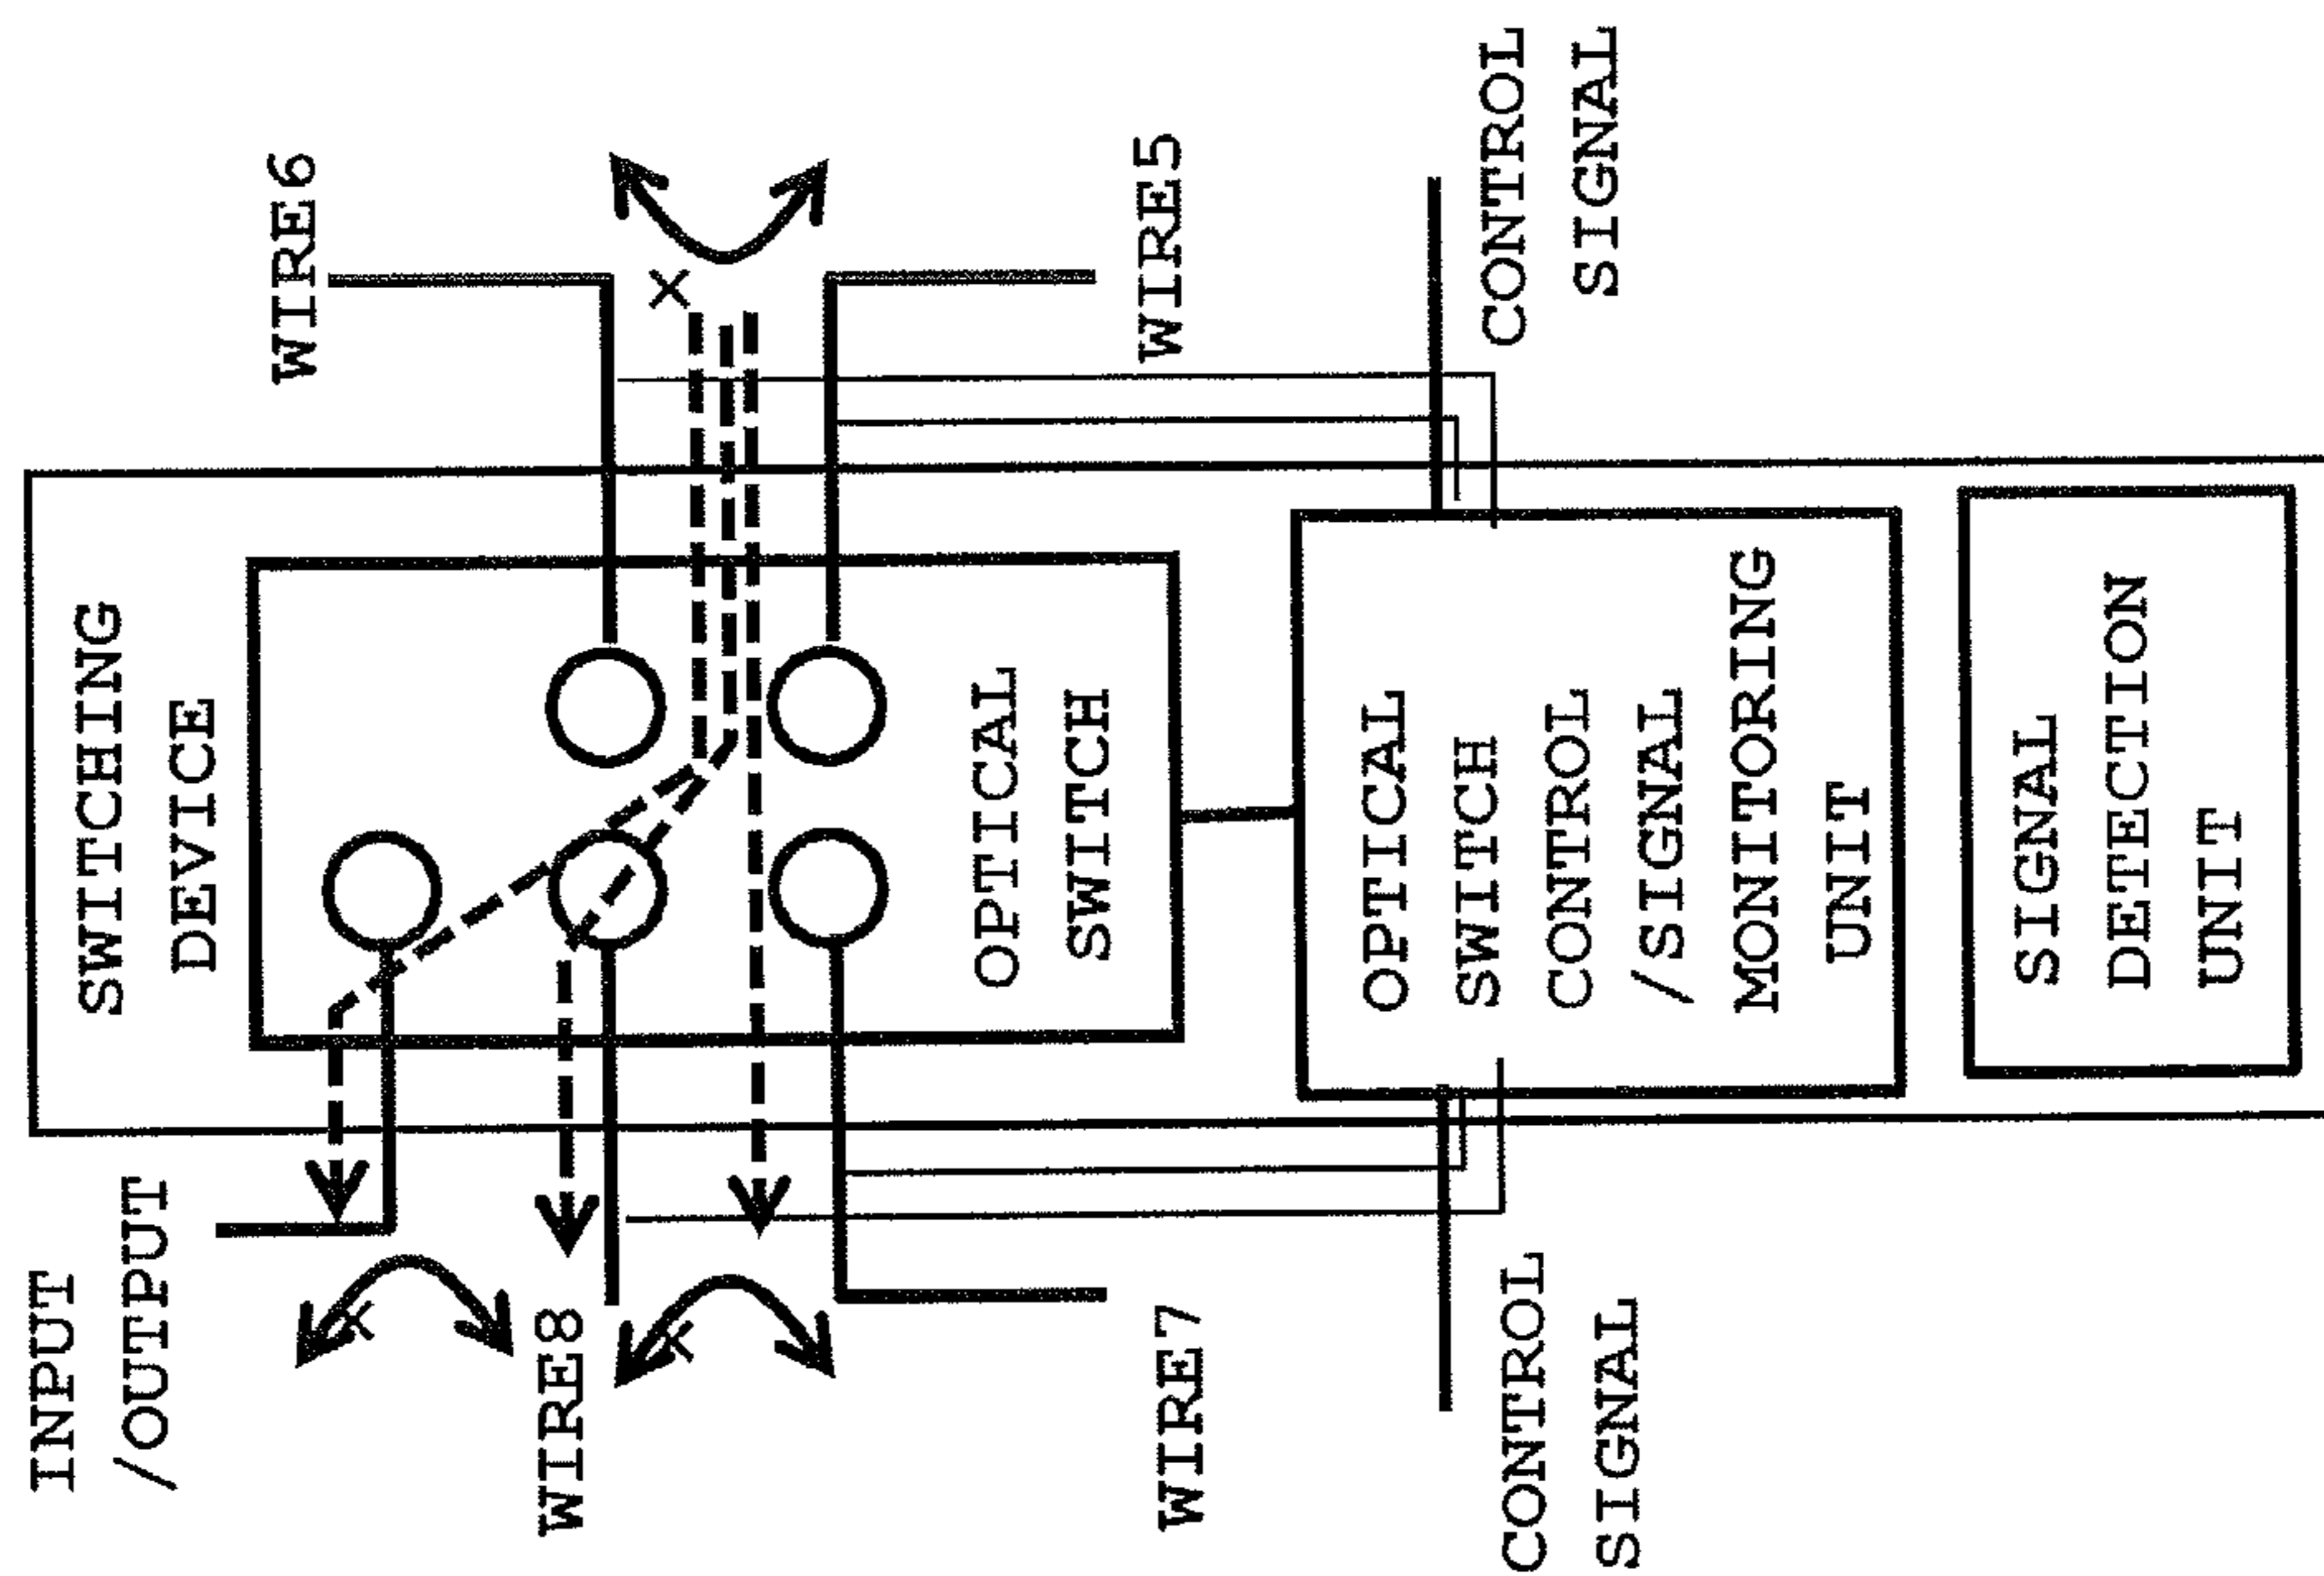 INPUT
/OUTPUT
SWITCHING
DEVICE
WIRE6
WIRE8
OPTICAL
SWITCH
WIRE5
WIRE7
OPTICAL
SWITCH
CONTROL
/SIGNAL
MONITORING
UNIT
CONTROL
SIGNAL
CONTROL
SIGNAL
SIGNAL
DETECTION
UNIT